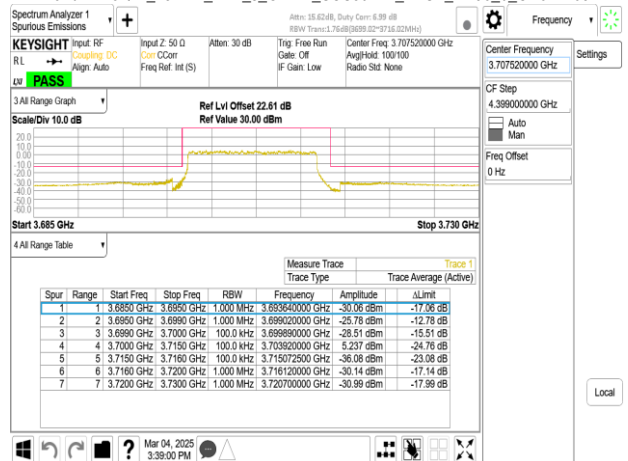 Spectrum Analyzer 1
Spurious Emissions
Attn: 15.62dB, Duty Corr: 6.99 dB
RBW Trans:1.76dB(3699.02~3716.02MHz)
Frequency
KEYSIGHT
RL
LXI
PASS
Input: RF
Coupling: DC
Align: Auto
Input Z: 50 Ω
Corr CCorr
Freq Ref: Int (S)
Atten: 30 dB
Trig: Free Run
Gate: Off
IF Gain: Low
Center Freq: 3.707520000 GHz
Avg|Hold: 100/100
Radio Std: None
Center Frequency
3.707520000 GHz
Settings
CF Step
4.399000000 GHz
Auto
Man
Freq Offset
0 Hz
Local
3 All Range Graph
Scale/Div 10.0 dB
Ref Lvl Offset 22.61 dB
Ref Value 30.00 dBm
20.0
10.0
0.00
-10.0
-20.0
-30.0
-40.0
-50.0
-60.0
Start 3.685 GHz
Stop 3.730 GHz
4 All Range Table
Measure Trace Trace 1
Trace Type Trace Average (Active)
Spur Range Start Freq Stop Freq RBW Frequency Amplitude ΔLimit
1 1 3.6850 GHz 3.6950 GHz 1.000 MHz 3.693640000 GHz -30.06 dBm -17.06 dB
2 2 3.6950 GHz 3.6990 GHz 1.000 MHz 3.699020000 GHz -25.78 dBm -12.78 dB
3 3 3.6990 GHz 3.7000 GHz 100.0 kHz 3.699890000 GHz -28.51 dBm -15.51 dB
4 4 3.7000 GHz 3.7150 GHz 100.0 kHz 3.703920000 GHz 5.237 dBm -24.76 dB
5 5 3.7150 GHz 3.7160 GHz 100.0 kHz 3.715072500 GHz -36.08 dBm -23.08 dB
6 6 3.7160 GHz 3.7200 GHz 1.000 MHz 3.716120000 GHz -30.14 dBm -17.14 dB
7 7 3.7200 GHz 3.7300 GHz 1.000 MHz 3.720700000 GHz -30.99 dBm -17.99 dB
Mar 04, 2025
3:39:00 PM